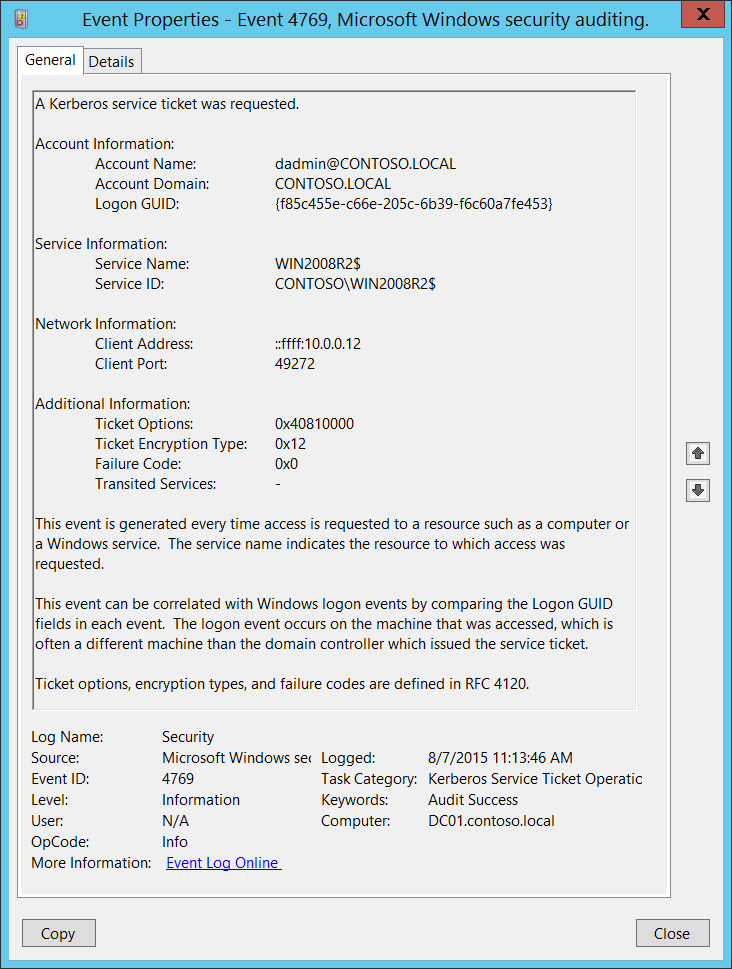 Event Properties - Event 4769, Microsoft Windows security auditing.
X
General Details
A Kerberos service ticket was requested.
Account Information:
Account Name: dadmin@CONTOSO.LOCAL
Account Domain: CONTOSO.LOCAL
Logon GUID: {f85c455e-c66e-205c-6b39-f6c60a7fe453}
Service Information:
Service Name: WIN2008R2$
Service ID: CONTOSO\WIN2008R2$
Network Information:
Client Address: ::ffff:10.0.0.12
Client Port: 49272
Additional Information:
Ticket Options: 0x40810000
Ticket Encryption Type: 0x12
Failure Code: 0x0
Transited Services: -
This event is generated every time access is requested to a resource such as a computer or
a Windows service.  The service name indicates the resource to which access was
requested.
This event can be correlated with Windows logon events by comparing the Logon GUID
fields in each event.  The logon event occurs on the machine that was accessed, which is
often a different machine than the domain controller which issued the service ticket.
Ticket options, encryption types, and failure codes are defined in RFC 4120.
Log Name: Security
Source: Microsoft Windows sec Logged: 8/7/2015 11:13:46 AM
Event ID: 4769 Task Category: Kerberos Service Ticket Operatic
Level: Information Keywords: Audit Success
User: N/A Computer: DC01.contoso.local
OpCode: Info
More Information: Event Log Online
Copy Close